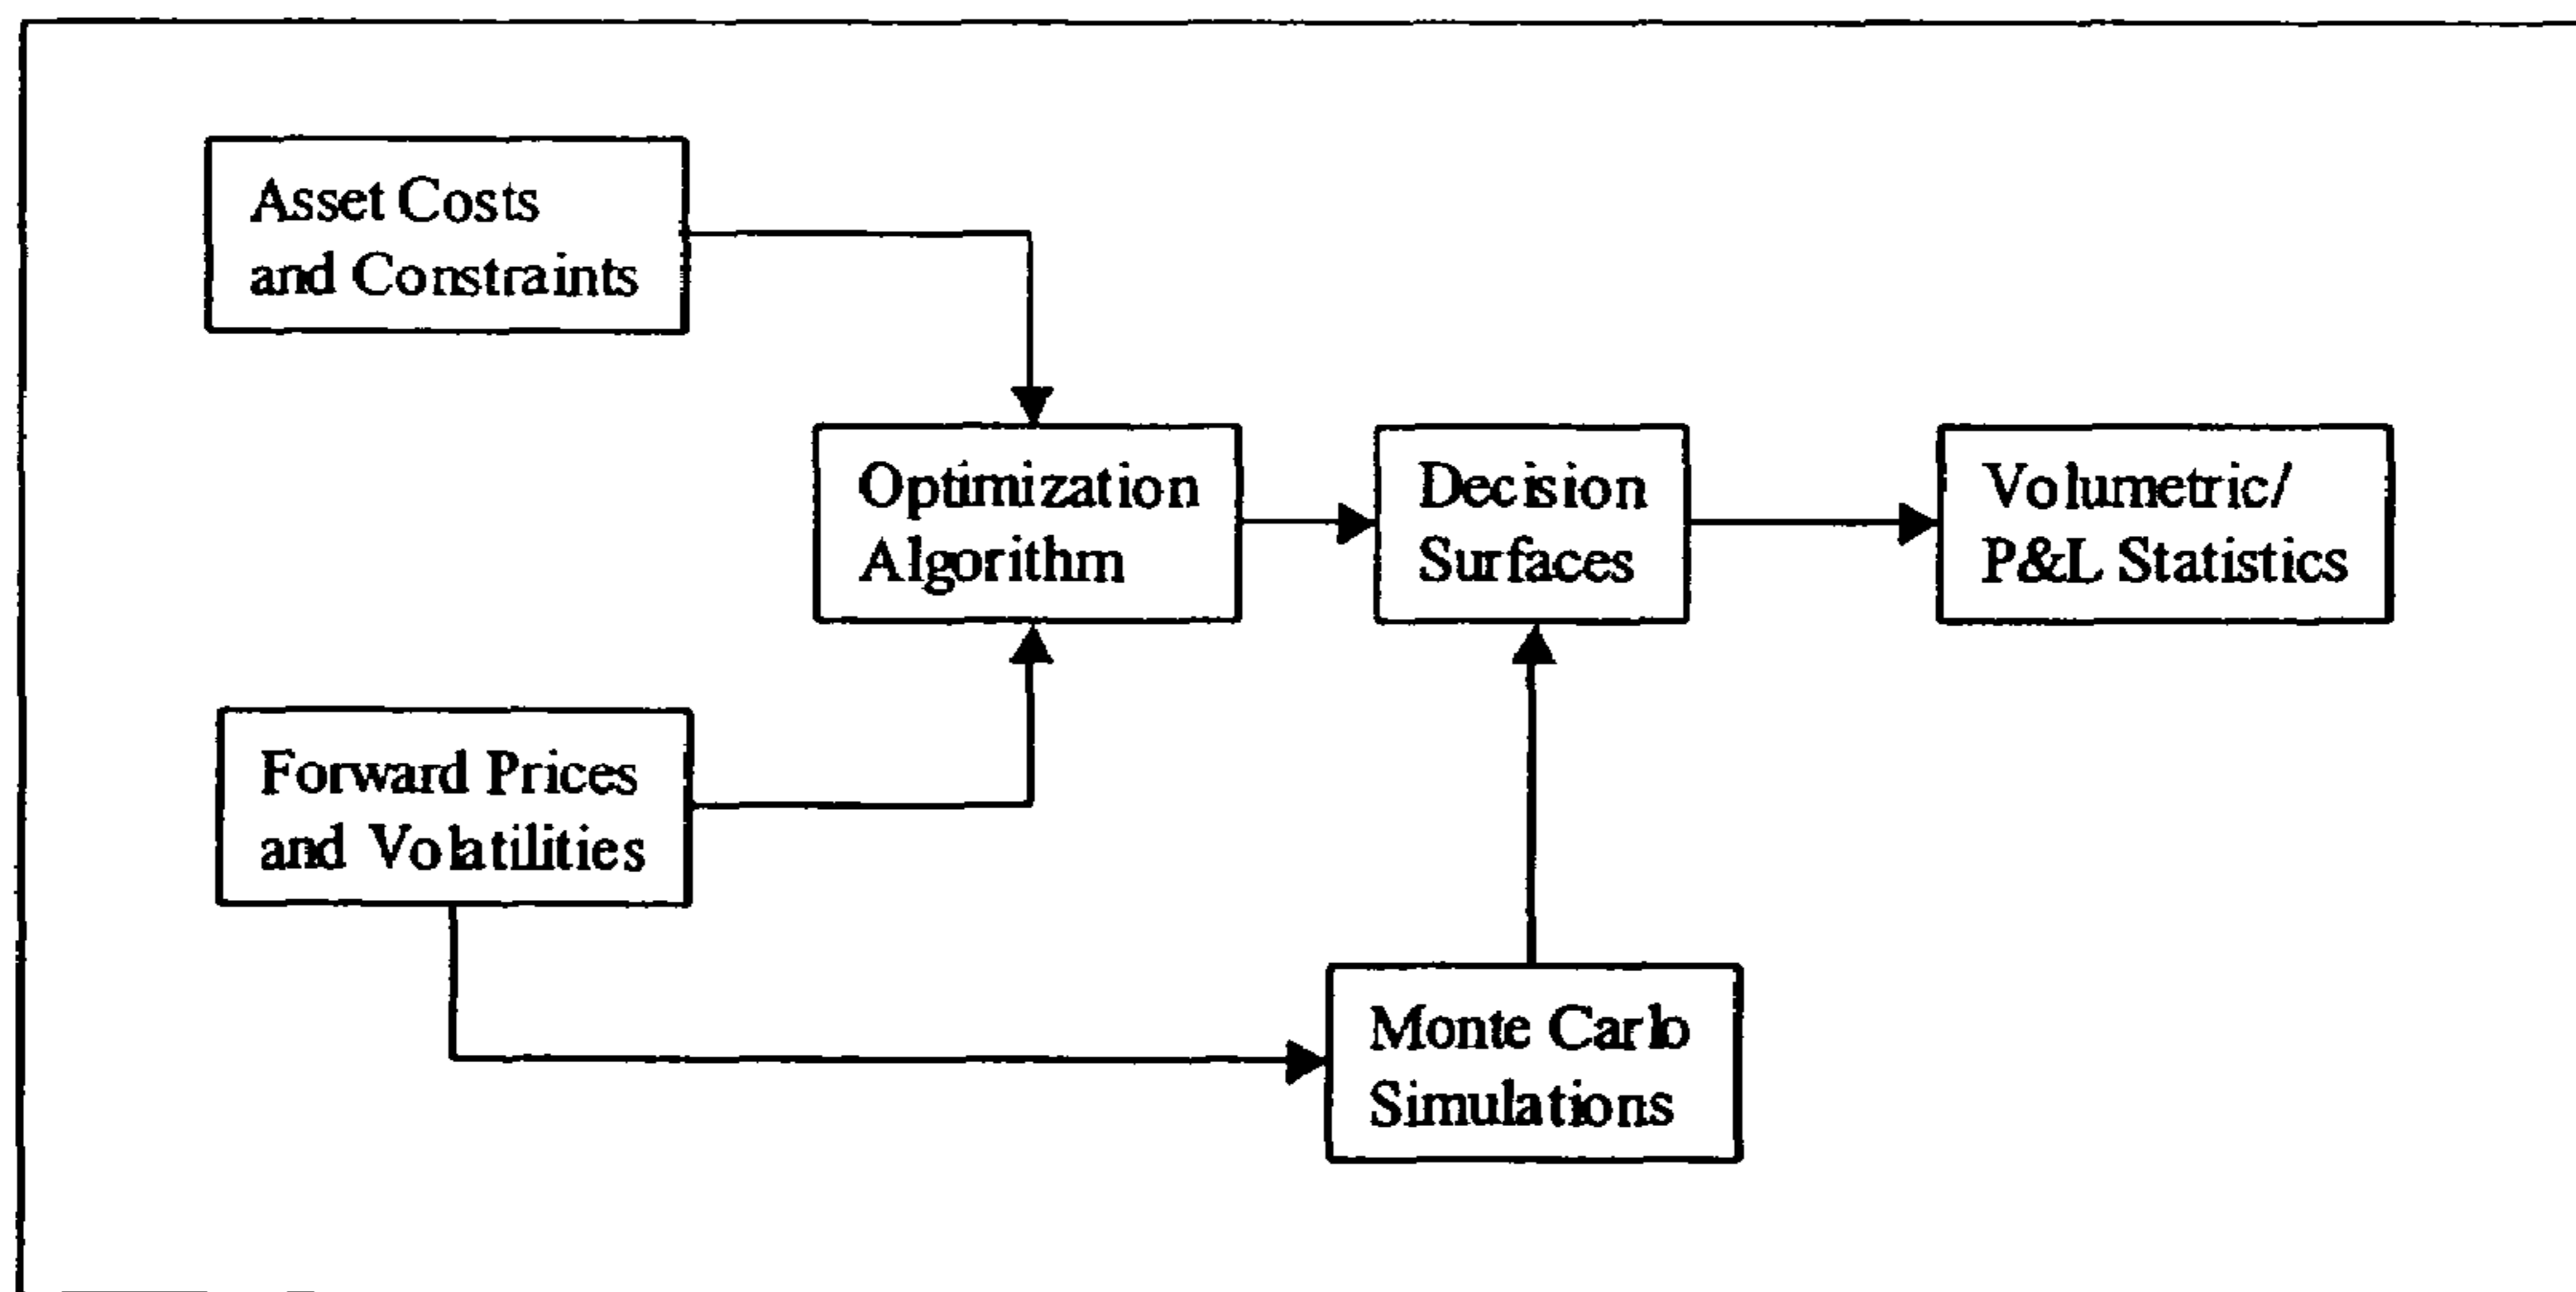 Asset Costs
and Constraints
Optimization
Algorithm
Decision
Surfaces
Volumetric/
P&L Statistics
Forward Prices
and Volatilities
Monte Carlo
Simulations